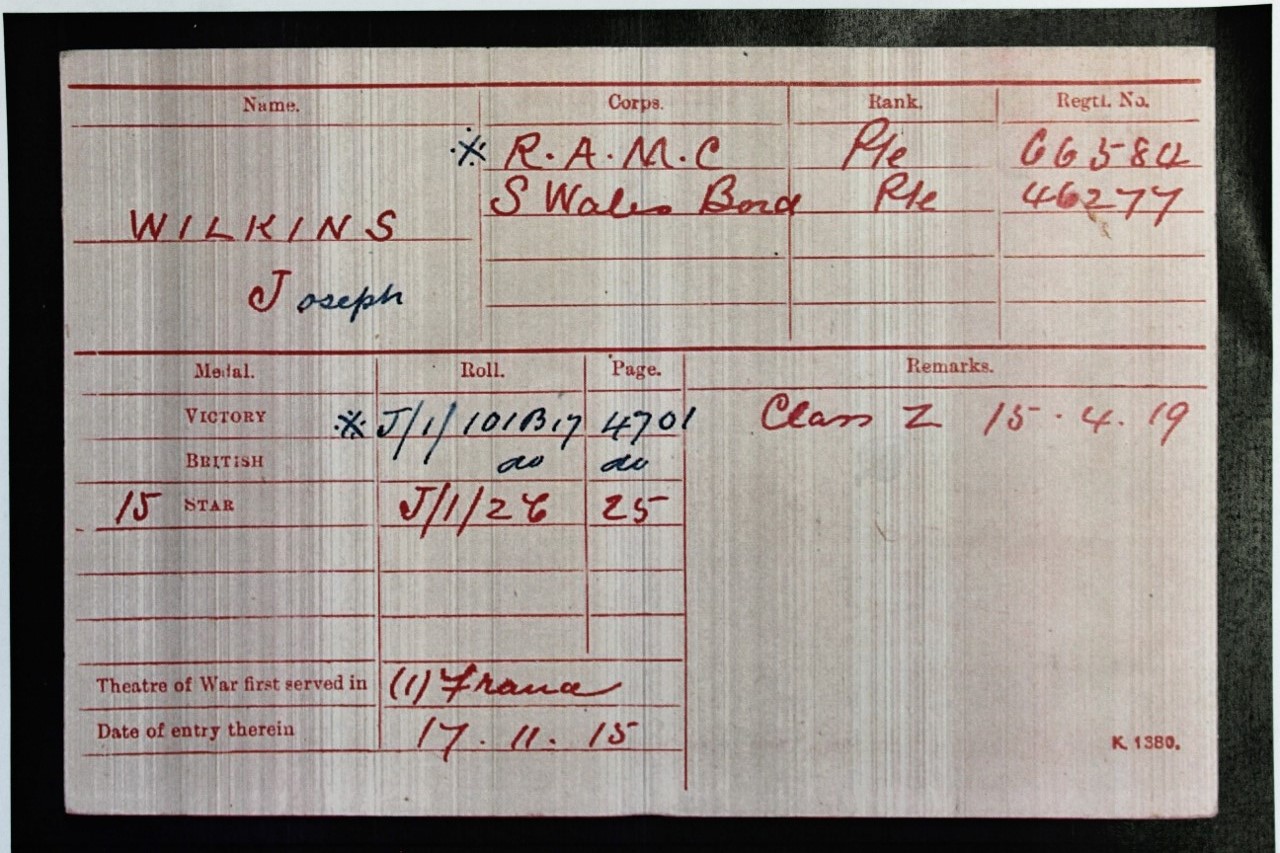 Name. Corps. Rank. Regtl. No.
※ R.A.M.C Pte 66584
S Wales Bord Pte 46277
WILKINS
Joseph
Medal. Roll. Page. Remarks.
VICTORY ※ J/1/101B17 4701 Class Z 15.4.19
BRITISH do do
15 STAR J/1/26 25
Theatre of War first served in (1) France
Date of entry therein 17.11.15
K. 1380.